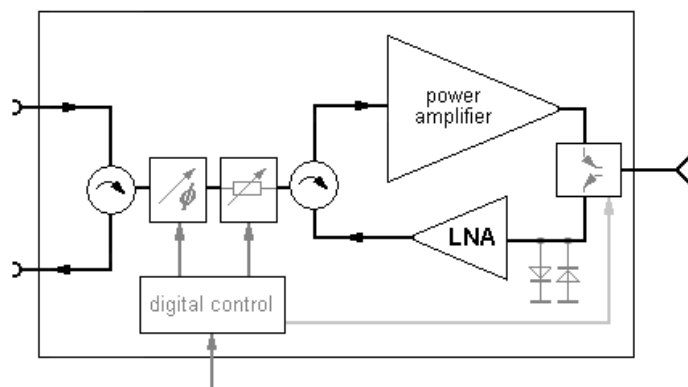 power
amplifier
ϕ
LNA
digital control